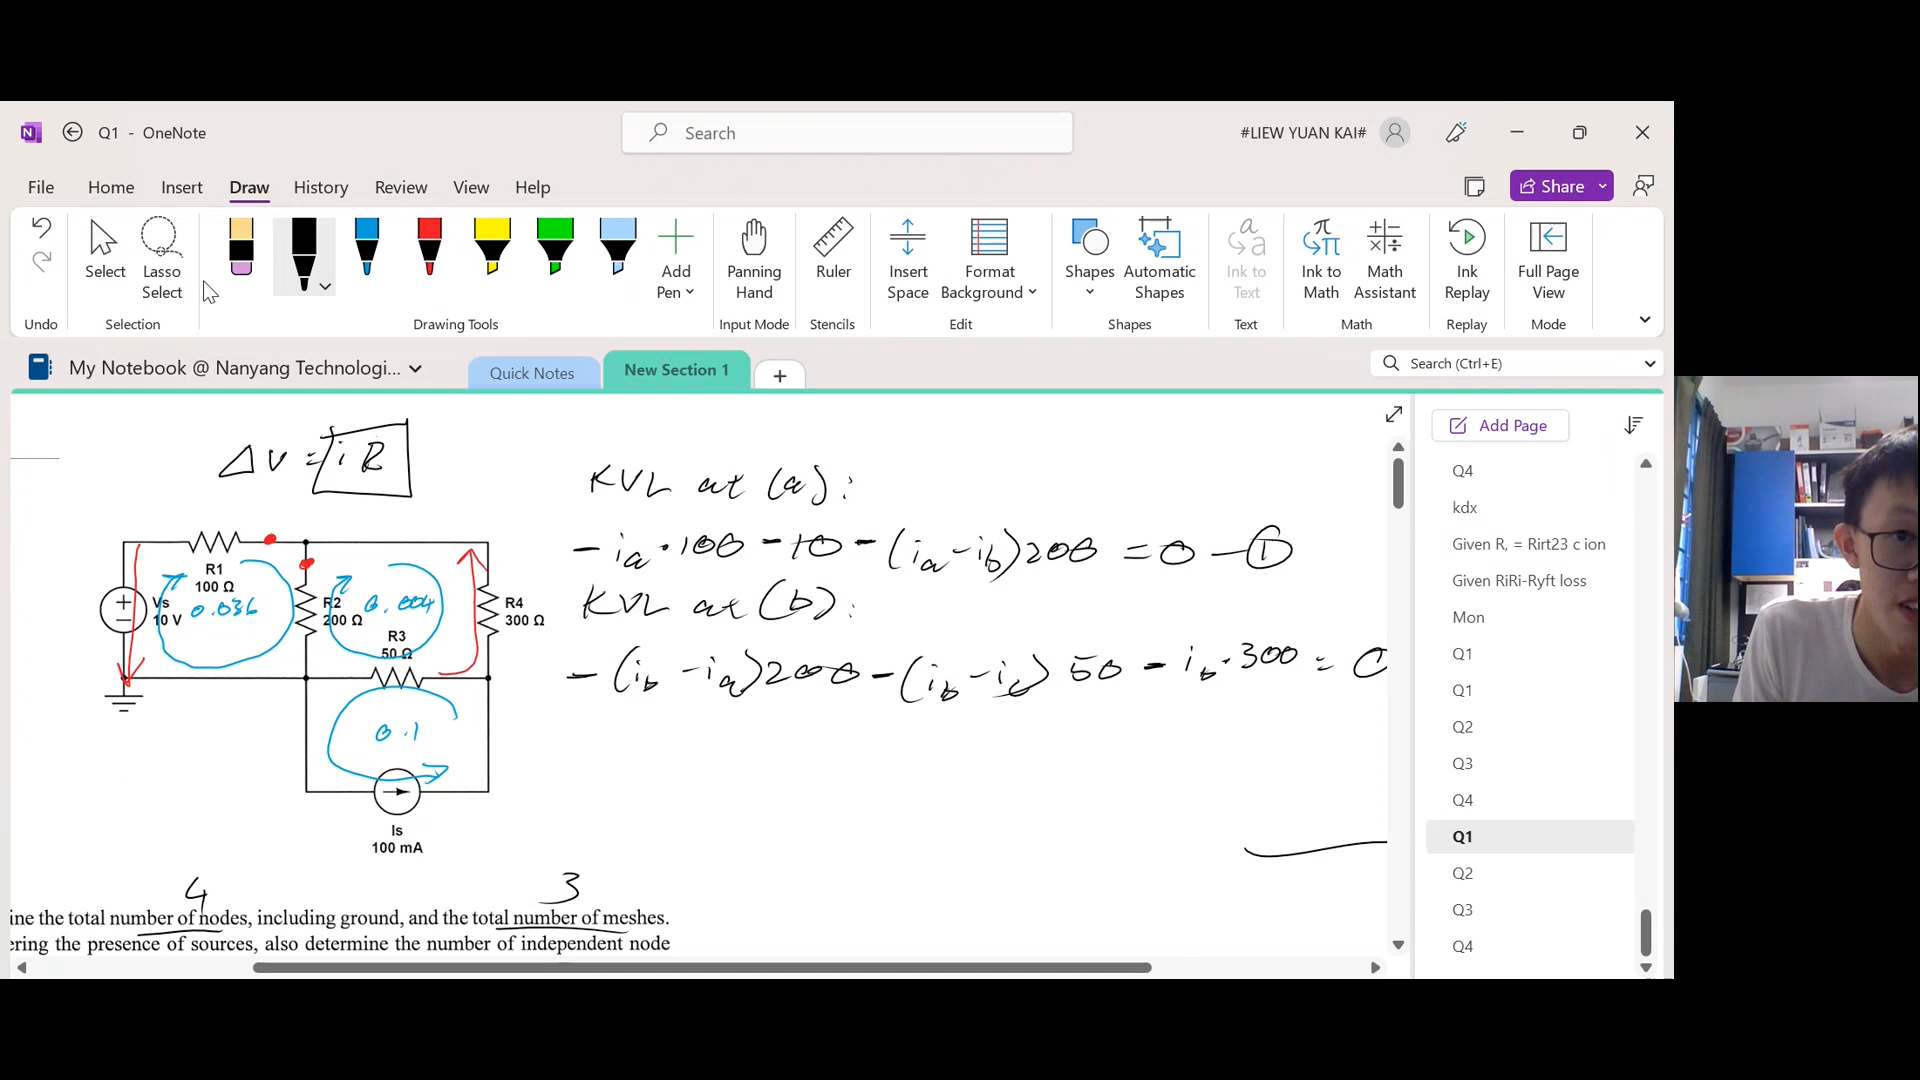 Q1 - OneNote
Search
#LIEW YUAN KAI#
File Home Insert Draw History Review View Help
Share
Select
Lasso Select
Add Pen
Panning Hand
Ruler
Insert Space
Format Background
Shapes
Automatic Shapes
Ink to Text
Ink to Math
Math Assistant
Ink Replay
Full Page View
Undo
Selection
Drawing Tools
Input Mode
Stencils
Edit
Shapes
Text
Math
Replay
Mode
My Notebook @ Nanyang Technologi...
Quick Notes
New Section 1
Search (Ctrl+E)
Δv = iR
KVL at (a):
- ia·100 - 10 - (ia - ib)200 = 0 - ①
KVL at (b):
- (ib - ia)200 - (ib - ic) 50 - ib·300 = 0
R1
100 Ω
Vs
10 V
0.036
R2
200 Ω
0.004
R3
50 Ω
R4
300 Ω
0.1
Is
100 mA
4
3
ine the total number of nodes, including ground, and the total number of meshes.
ering the presence of sources, also determine the number of independent node
Add Page
Q4
kdx
Given R, = Rirt23 c ion
Given RiRi-Ryft loss
Mon
Q1
Q1
Q2
Q3
Q4
Q1
Q2
Q3
Q4